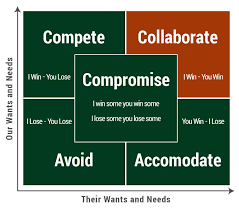 Compete
Collaborate
I Win - You Lose
I Win - You Win
Compromise
I win some you win some
I lose some you lose some
I Lose - You Lose
You Win - I Lose
Avoid
Accomodate
Our Wants and Needs
Their Wants and Needs